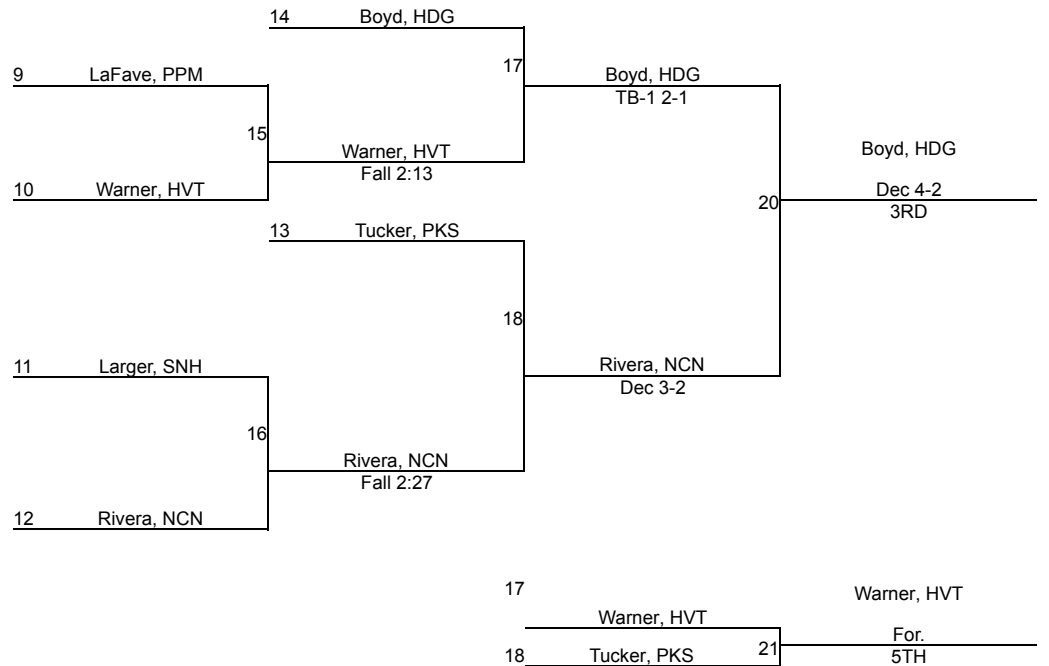 14 Boyd, HDG
17
9 LaFave, PPM
Boyd, HDG
TB-1 2-1
15
Warner, HVT
Fall 2:13
Boyd, HDG
10 Warner, HVT
Dec 4-2
20
3RD
13 Tucker, PKS
18
11 Larger, SNH
Rivera, NCN
Dec 3-2
16
Rivera, NCN
Fall 2:27
12 Rivera, NCN
17
Warner, HVT
Warner, HVT
For.
18 Tucker, PKS
21
5TH